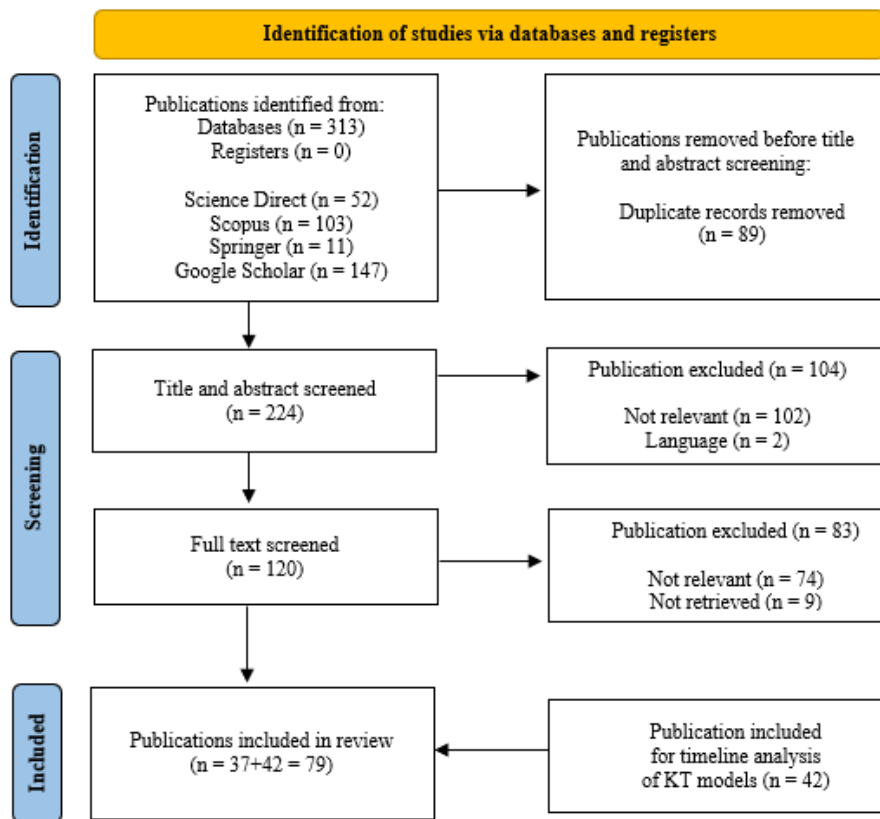 Identification of studies via databases and registers
Identification
Publications identified from:
Databases (n = 313)
Registers (n = 0)
Science Direct (n = 52)
Scopus (n = 103)
Springer (n = 11)
Google Scholar (n = 147)
Publications removed before title
and abstract screening:
Duplicate records removed
(n = 89)
Screening
Title and abstract screened
(n = 224)
Publication excluded (n = 104)
Not relevant (n = 102)
Language (n = 2)
Full text screened
(n = 120)
Publication excluded (n = 83)
Not relevant (n = 74)
Not retrieved (n = 9)
Included
Publications included in review
(n = 37+42 = 79)
Publication included
for timeline analysis
of KT models (n = 42)